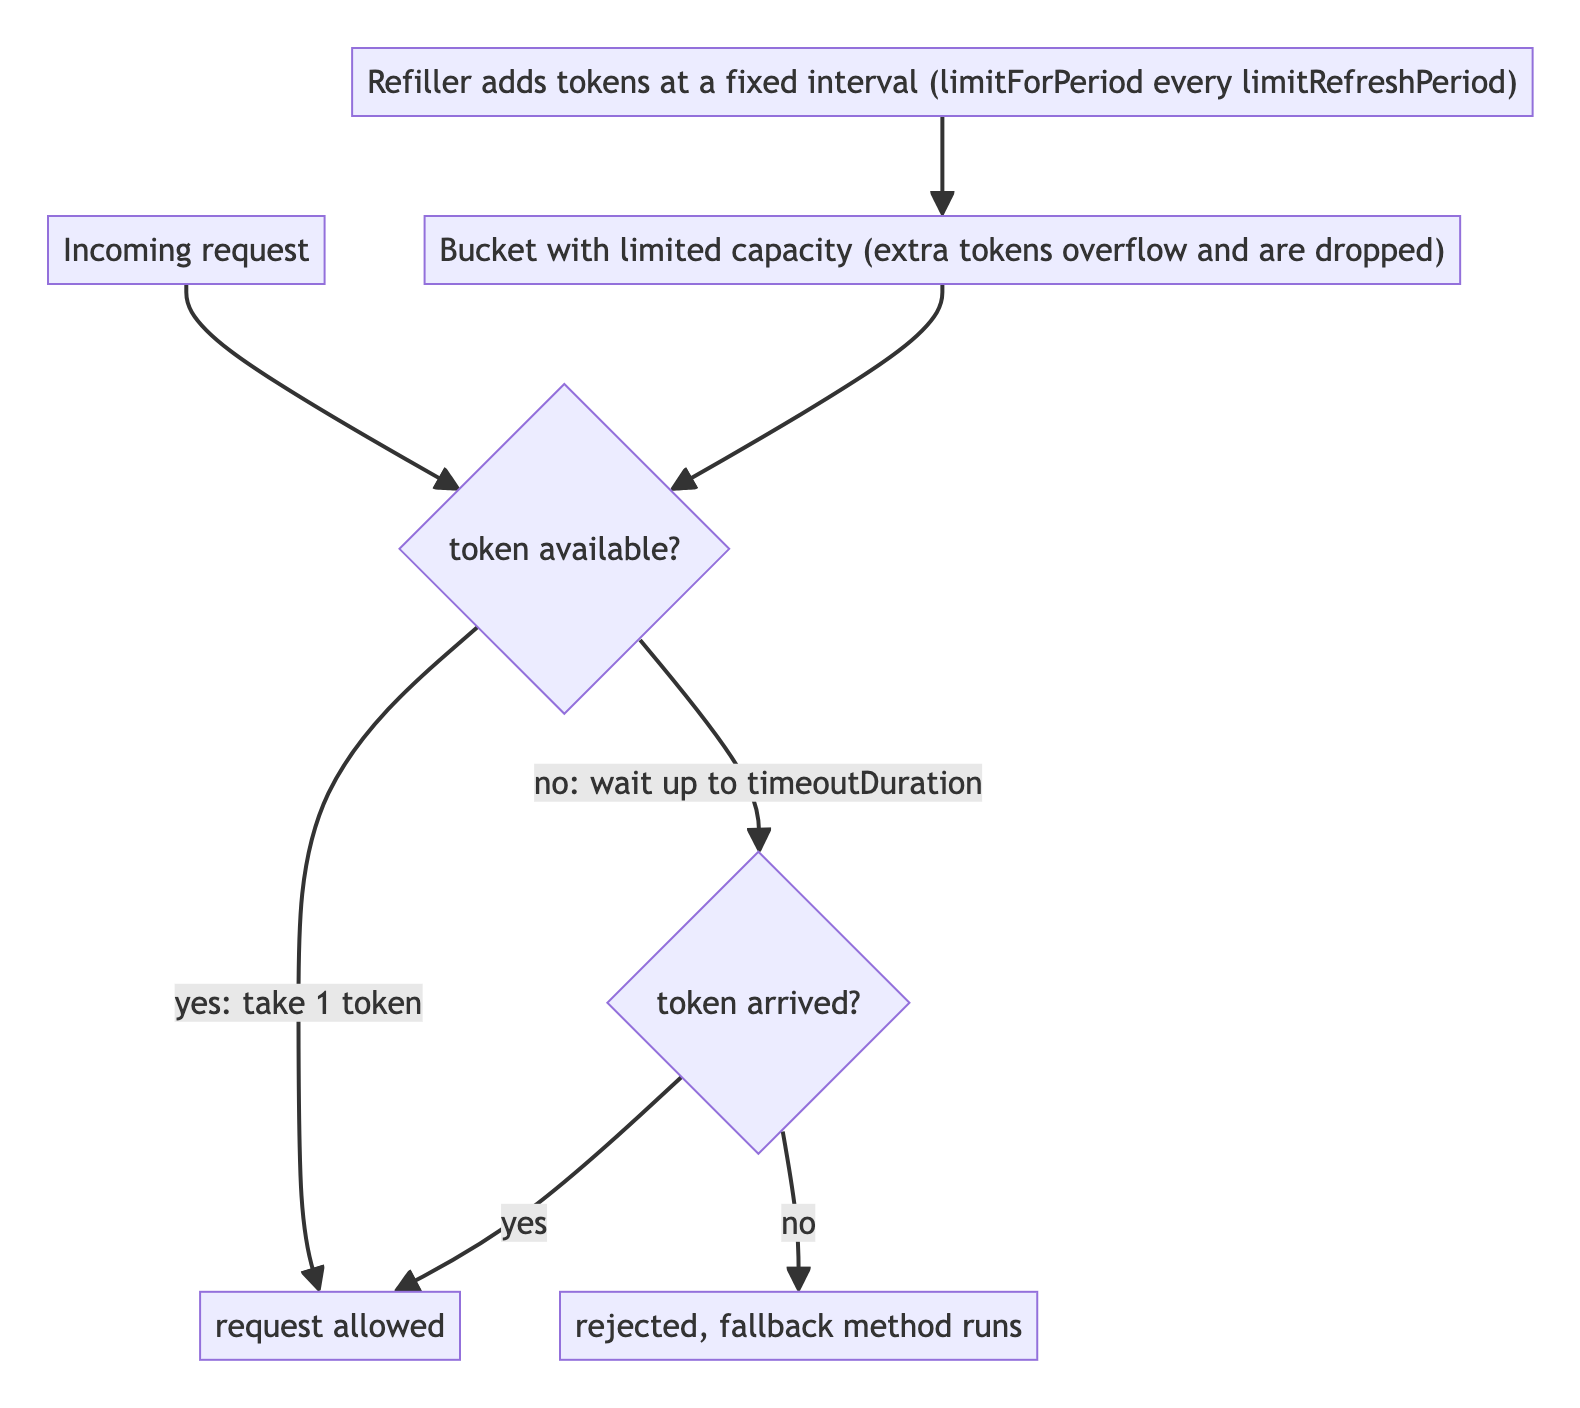 Refiller adds tokens at a fixed interval (limitForPeriod every limitRefreshPeriod)
Incoming request
Bucket with limited capacity (extra tokens overflow and are dropped)
token available?
no: wait up to timeoutDuration
yes: take 1 token
token arrived?
yes
no
request allowed
rejected, fallback method runs